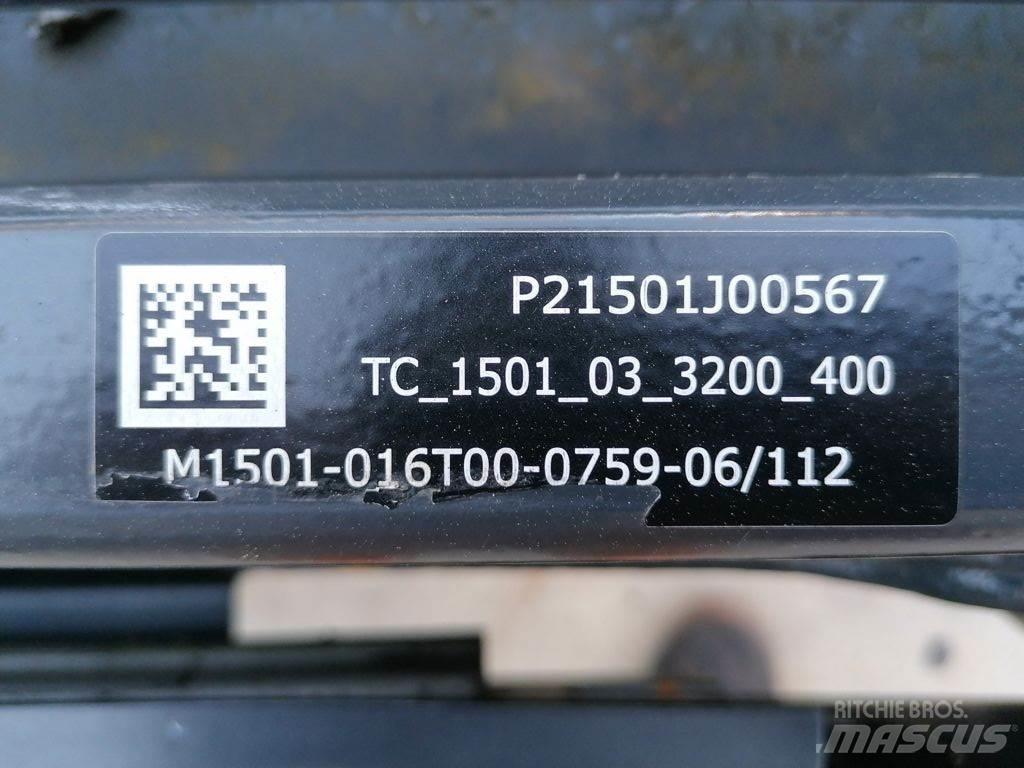 P21501J00567
TC_1501_03_3200_400
M1501-016T00-0759-06/112
RITCHIE BROS.
MASCUS